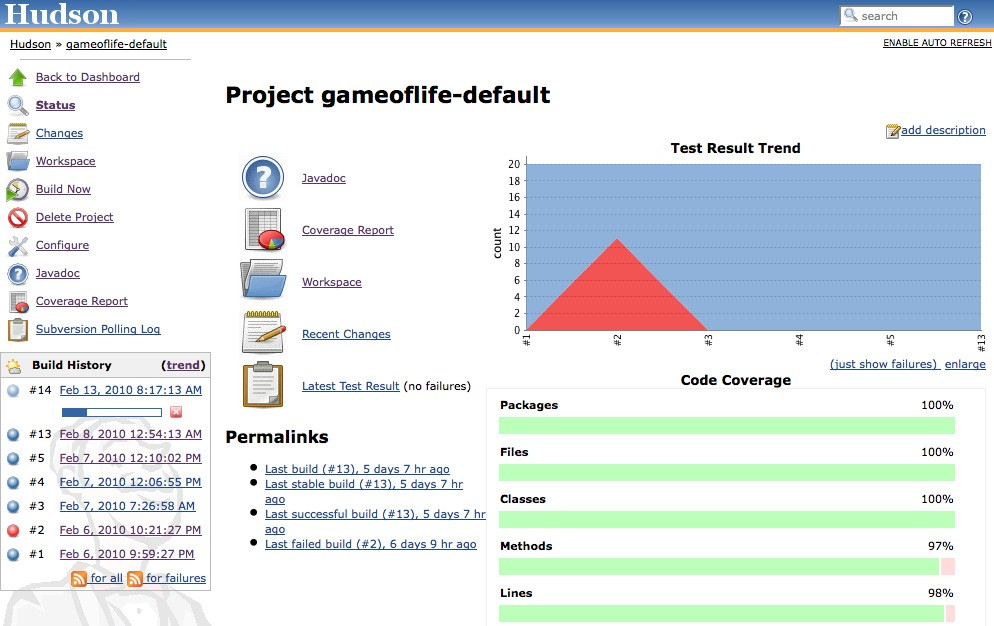 Hudson
search
Hudson » gameoflife-default
ENABLE AUTO REFRESH
Back to Dashboard
Status
Changes
Workspace
Build Now
Delete Project
Configure
Javadoc
Coverage Report
Subversion Polling Log
Build History (trend)
#14 Feb 13, 2010 8:17:13 AM
#13 Feb 8, 2010 12:54:13 AM
#5 Feb 7, 2010 12:10:02 PM
#4 Feb 7, 2010 12:06:55 PM
#3 Feb 7, 2010 7:26:58 AM
#2 Feb 6, 2010 10:21:27 PM
#1 Feb 6, 2010 9:59:27 PM
for all for failures
Project gameoflife-default
add description
Javadoc
Coverage Report
Workspace
Recent Changes
Latest Test Result (no failures)
Permalinks
Last build (#13), 5 days 7 hr ago
Last stable build (#13), 5 days 7 hr
ago
Last successful build (#13), 5 days 7 hr
ago
Last failed build (#2), 6 days 9 hr ago
Test Result Trend
count
20
18
16
14
12
10
8
6
4
2
0
#1 #2 #3 #4 #5 #13
(just show failures) enlarge
Code Coverage
Packages 100%
Files 100%
Classes 100%
Methods 97%
Lines 98%